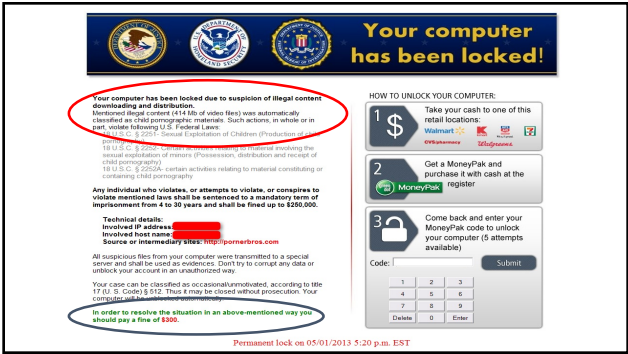 Your computer
has been locked!
Your computer has been locked due to suspicion of illegal content
downloading and distribution.
Mentioned illegal content (414 Mb of video files) was automatically
classified as child pornographic materials. Such actions, in whole or in
part, violate following U.S. Federal Laws:
18 U.S.C. § 2251- Sexual Exploitation of Children (Production of child
pornography)
18 U.S.C. § 2252- Certain activities relating to material involving the
sexual exploitation of minors (Possession, distribution and receipt of
child pornography)
18 U.S.C. § 2252A- certain activities relating to material constituting or
containing child pornography
Any individual who violates, or attempts to violate, or conspires to
violate mentioned laws shall be sentenced to a mandatory term of
imprisonment from 4 to 30 years and shall be fined up to $250,000.
Technical details:
Involved IP address:
Involved host name:
Source or intermediary sites: http://pornerbros.com
All suspicious files from your computer were transmitted to a special
server and shall be used as evidences. Don't try to corrupt any data or
unblock your account in an unauthorized way.
Your case can be classified as occasional/unmotivated, according to title
17 (U. S. Code) § 512. Thus it may be closed without prosecution. Your
computer will be unblocked automatically.
In order to resolve the situation in an above-mentioned way you
should pay a fine of $300.
HOW TO UNLOCK YOUR COMPUTER:
1
$
Take your cash to one of this
retail locations:
Walmart
K
7
CVS/pharmacy
Walgreens
2
MoneyPak
Get a MoneyPak and
purchase it with cash at the
register
3
Come back and enter your
MoneyPak code to unlock
your computer (5 attempts
available)
Code:
Submit
1 2 3
4 5 6
7 8 9
Delete 0 Enter
Permanent lock on 05/01/2013 5:20 p.m. EST